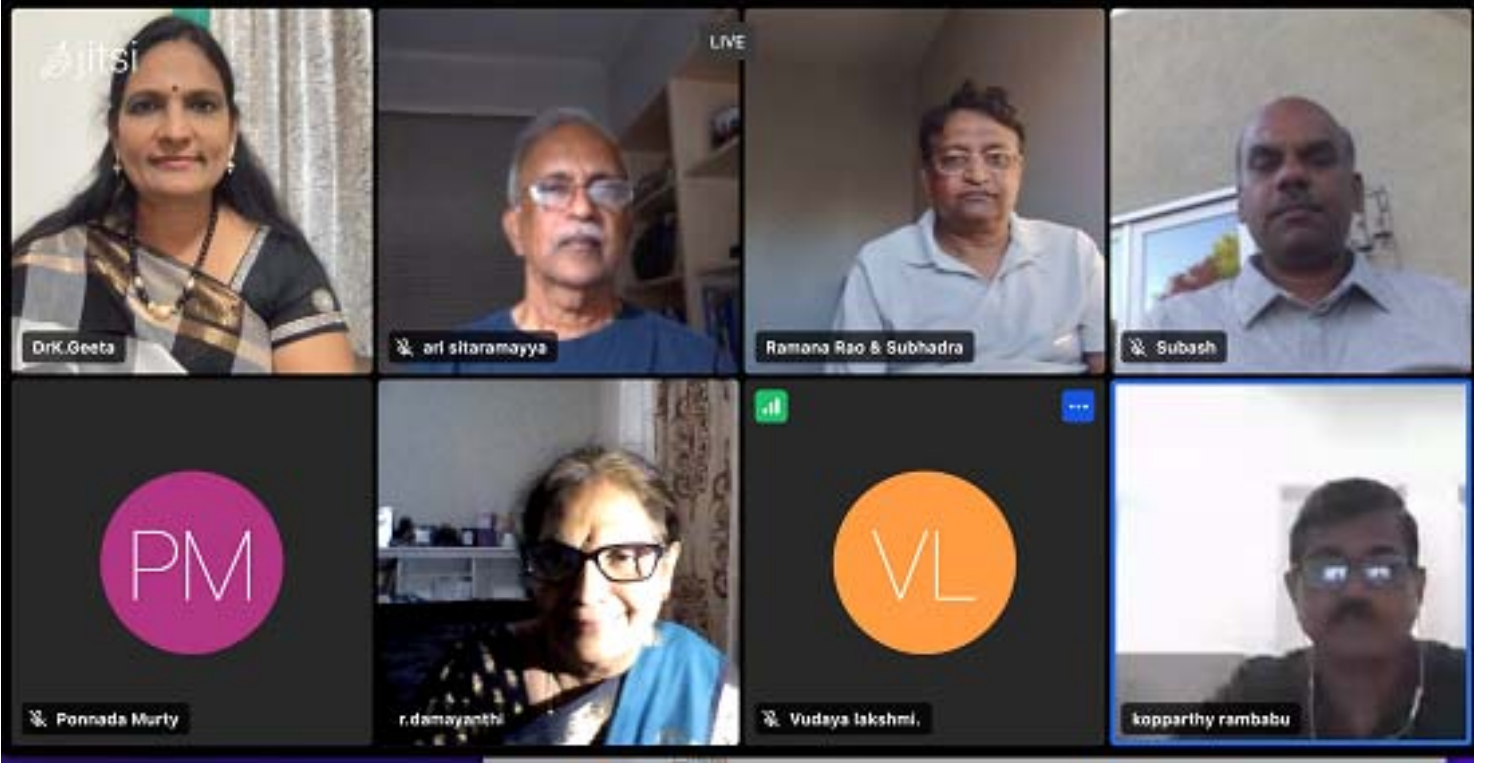 jitsi
LIVE
DrK.Geeta
ari sitaramayya
Ramana Rao & Subhadra
Subash
PM
VL
Ponnada Murty
r.damayanthi
Vudaya lakshmi.
kopparthy rambabu